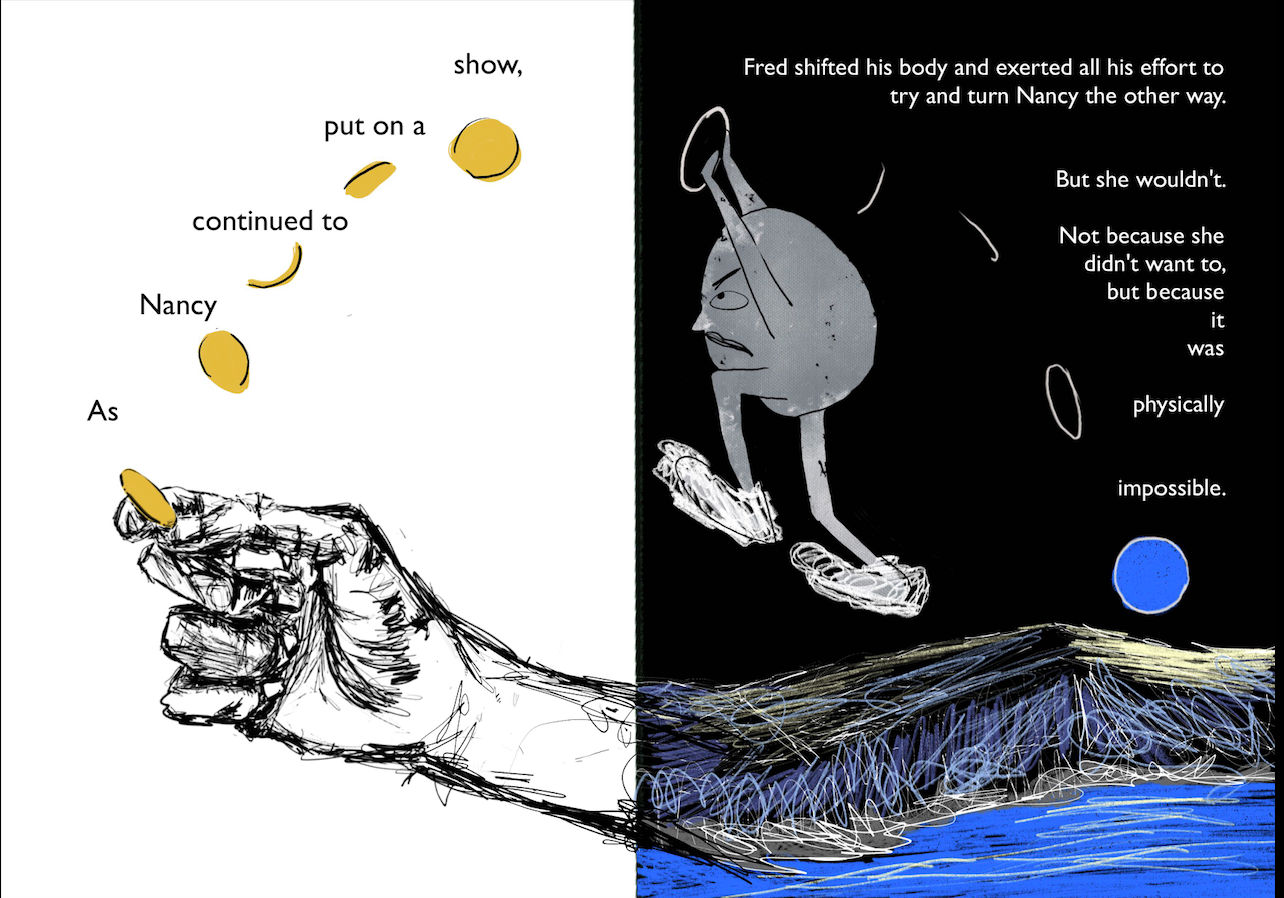 As
Nancy
continued to
put on a
show,
Fred shifted his body and exerted all his effort to
try and turn Nancy the other way.
But she wouldn't.
Not because she
didn't want to,
but because
it
was
physically
impossible.